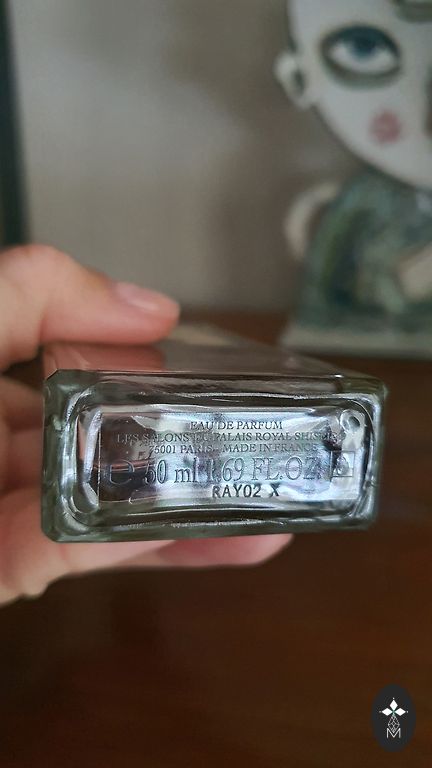 EAU DE PARFUM
LES SALONS DU PALAIS ROYAL SHISEIDO
75001 PARIS - MADE IN FRANCE
e 50 ml 1.69 FL.OZ.
RAY02 X
M